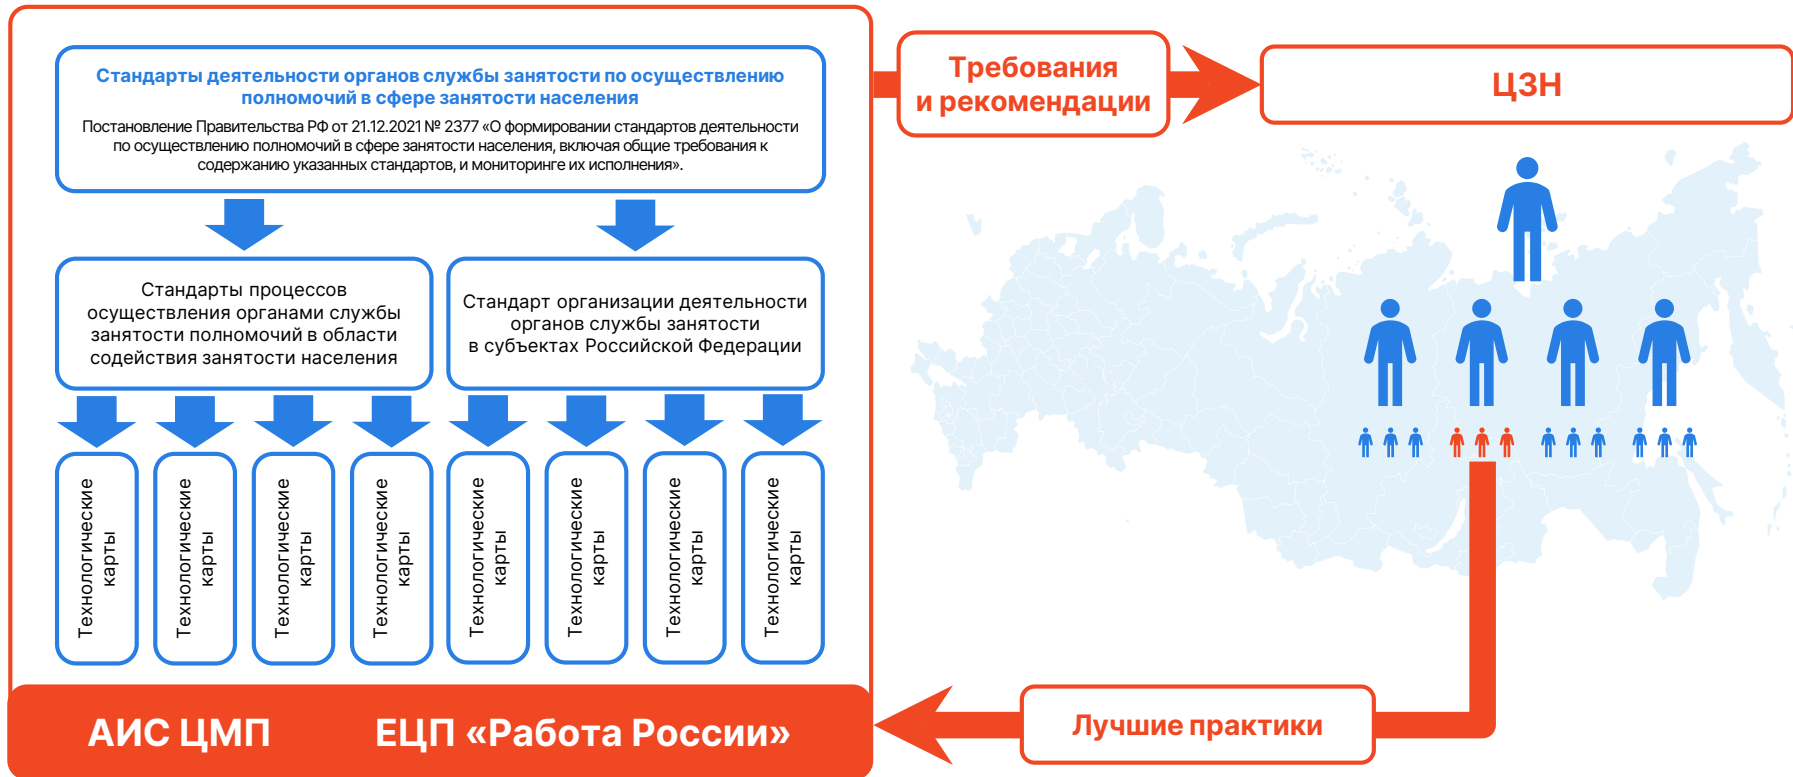 Стандарты деятельности органов службы занятости по осуществлению
полномочий в сфере занятости населения
Постановление Правительства РФ от 21.12.2021 № 2377 «О формировании стандартов деятельности
по осуществлению полномочий в сфере занятости населения, включая общие требования к
содержанию указанных стандартов, и мониторинге их исполнения».
Стандарты процессов
осуществления органами службы
занятости полномочий в области
содействия занятости населения
Стандарт организации деятельности
органов службы занятости
в субъектах Российской Федерации
Технологические
карты
Технологические
карты
Технологические
карты
Технологические
карты
Технологические
карты
Технологические
карты
Технологические
карты
Технологические
карты
АИС ЦМП
ЕЦП «Работа России»
Требования
и рекомендации
ЦЗН
Лучшие практики